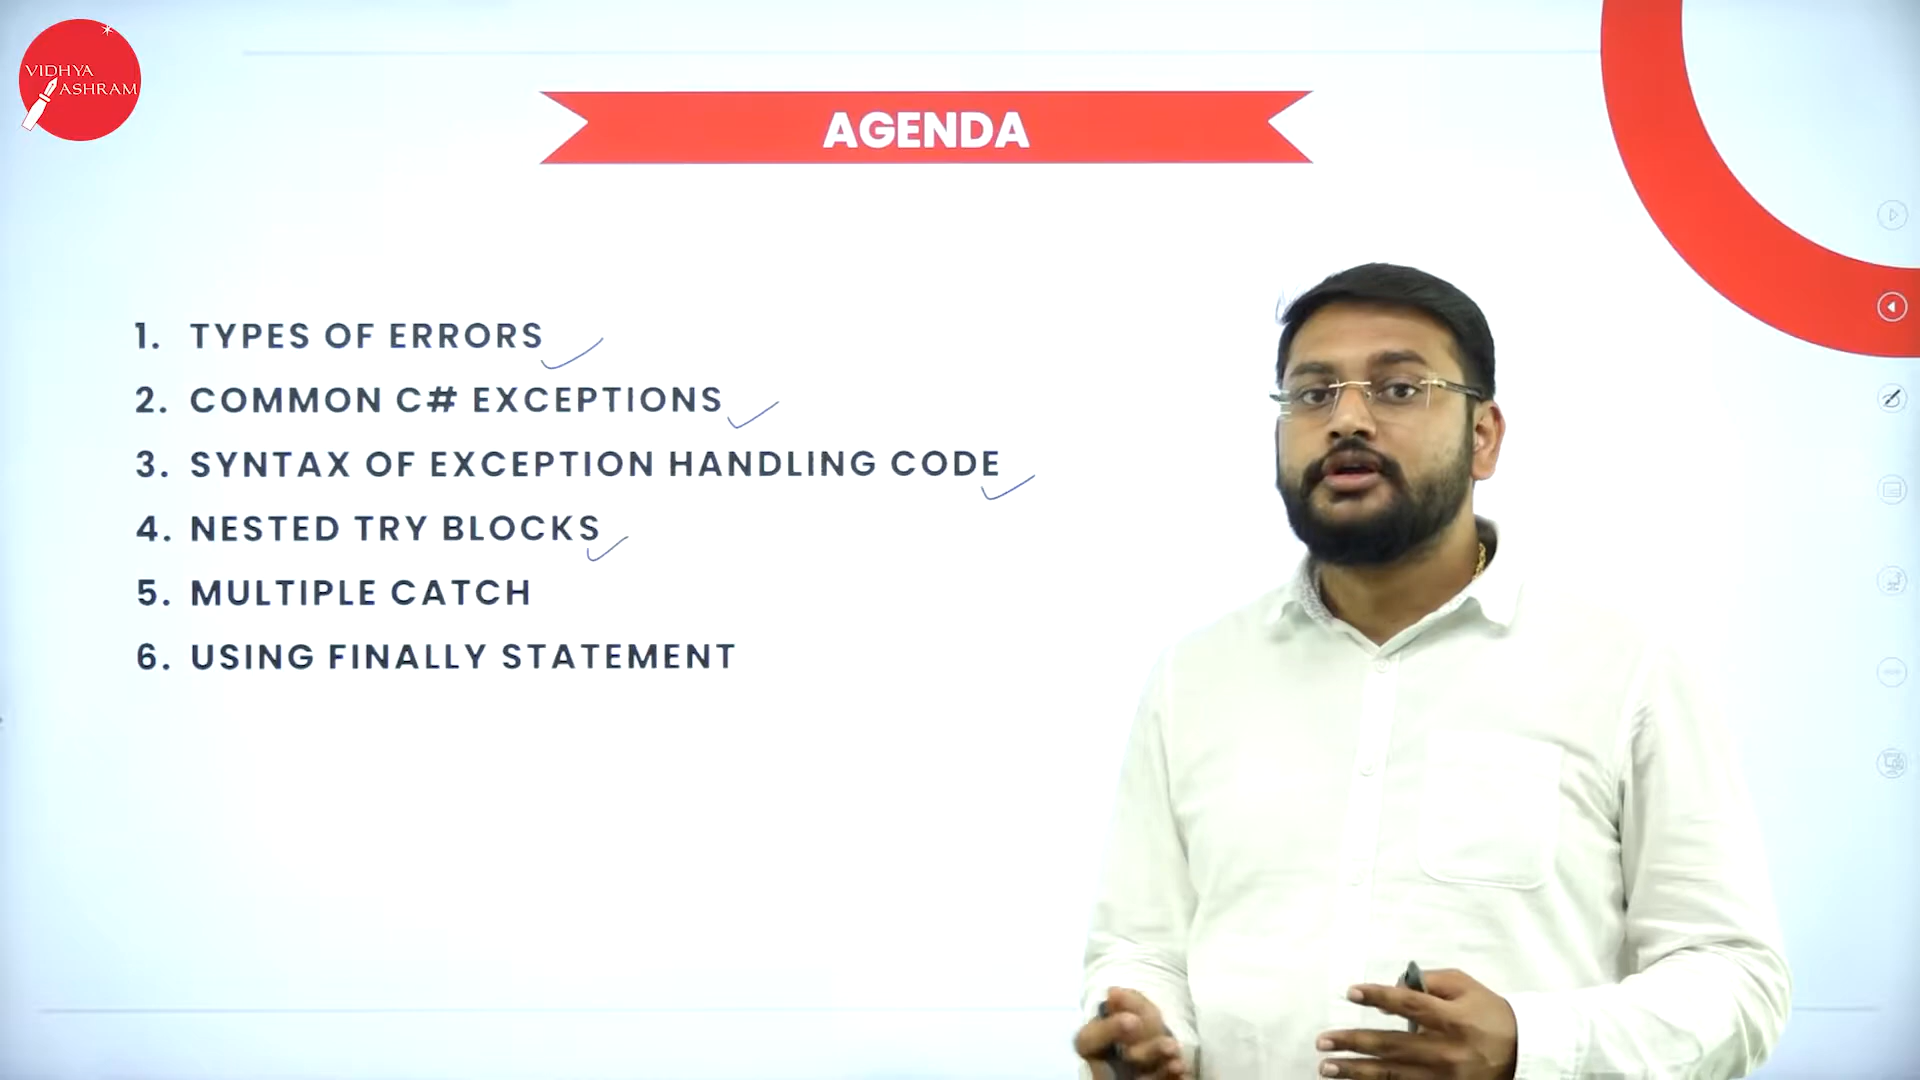 VIDHYA
ASHRAM
AGENDA
1. TYPES OF ERRORS
2. COMMON C# EXCEPTIONS
3. SYNTAX OF EXCEPTION HANDLING CODE
4. NESTED TRY BLOCKS
5. MULTIPLE CATCH
6. USING FINALLY STATEMENT